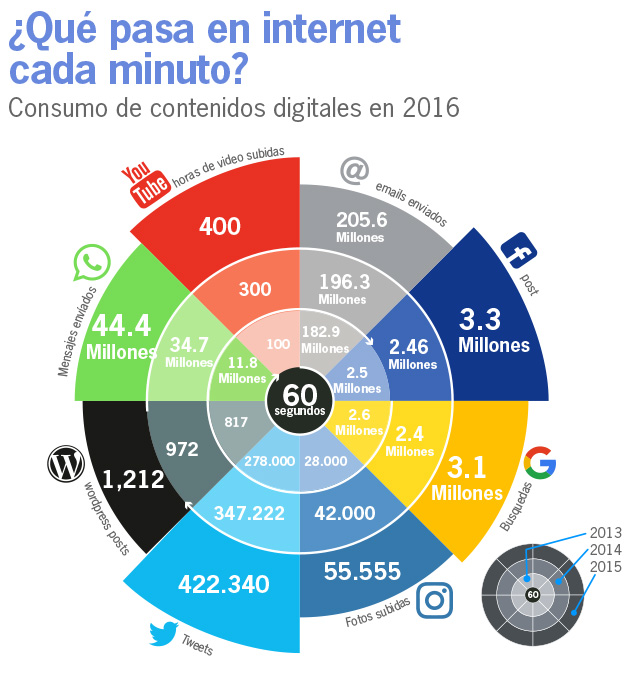 ¿Qué pasa en internet
cada minuto?
Consumo de contenidos digitales en 2016
You
Tube
horas de video subidas
400
300
100
@
emails enviados
205.6
Millones
196.3
Millones
182.9
Millones
f
post
3.3
Millones
2.46
Millones
2.5
Millones
Mensajes enviados
44.4
Millones
34.7
Millones
11.8
Millones
60
segundos
W
wordpress posts
1,212
972
817
G
Busquedas
3.1
Millones
2.4
Millones
2.6
Millones
Tweets
422.340
347.222
278.000
Fotos subidas
55.555
42.000
28.000
2013
2014
2015
60